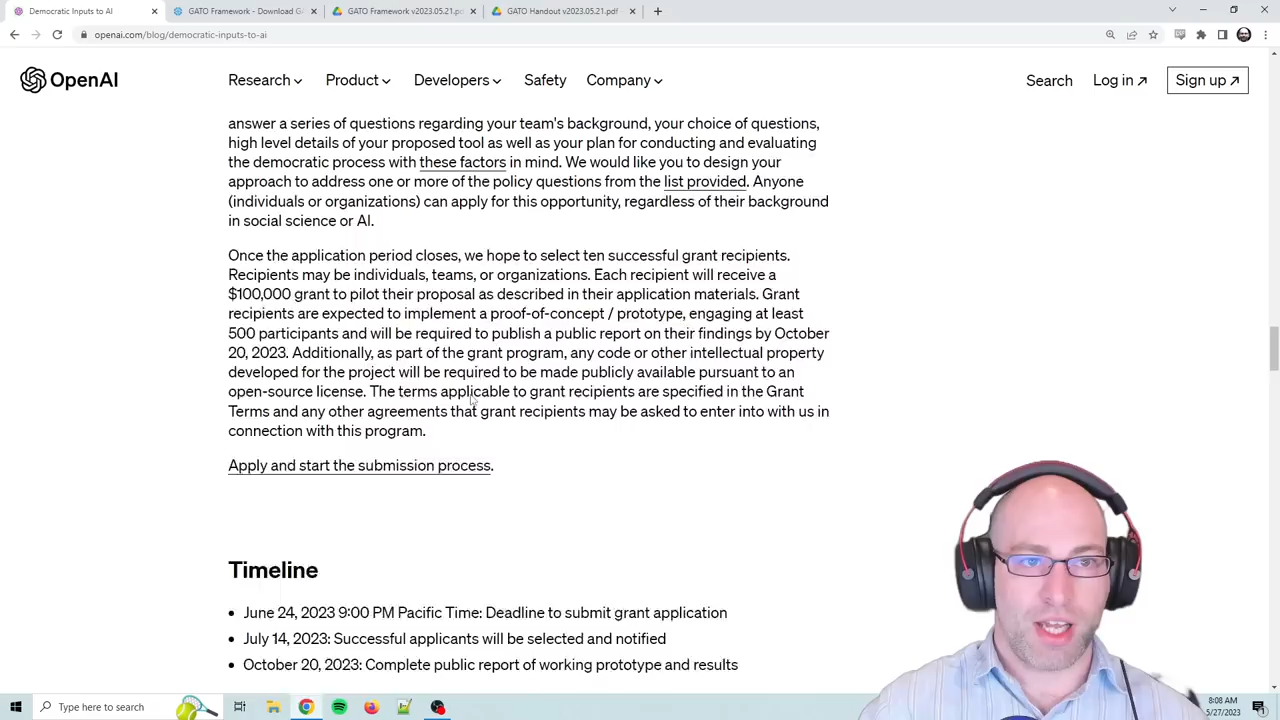 Democratic Inputs to AI
GATO Framework - Download GA
GATO Framework v2023.05.21.pd
GATO Handout v2023.05.21.pdf
openai.com/blog/democratic-inputs-to-ai
OpenAI
Research
Product
Developers
Safety
Company
Search
Log in ↗
Sign up ↗
answer a series of questions regarding your team's background, your choice of questions,
high level details of your proposed tool as well as your plan for conducting and evaluating
the democratic process with these factors in mind. We would like you to design your
approach to address one or more of the policy questions from the list provided. Anyone
(individuals or organizations) can apply for this opportunity, regardless of their background
in social science or AI.
Once the application period closes, we hope to select ten successful grant recipients.
Recipients may be individuals, teams, or organizations. Each recipient will receive a
$100,000 grant to pilot their proposal as described in their application materials. Grant
recipients are expected to implement a proof-of-concept / prototype, engaging at least
500 participants and will be required to publish a public report on their findings by October
20, 2023. Additionally, as part of the grant program, any code or other intellectual property
developed for the project will be required to be made publicly available pursuant to an
open-source license. The terms applicable to grant recipients are specified in the Grant
Terms and any other agreements that grant recipients may be asked to enter into with us in
connection with this program.
Apply and start the submission process.
Timeline
• June 24, 2023 9:00 PM Pacific Time: Deadline to submit grant application
• July 14, 2023: Successful applicants will be selected and notified
• October 20, 2023: Complete public report of working prototype and results
Type here to search
8:08 AM
5/27/2023